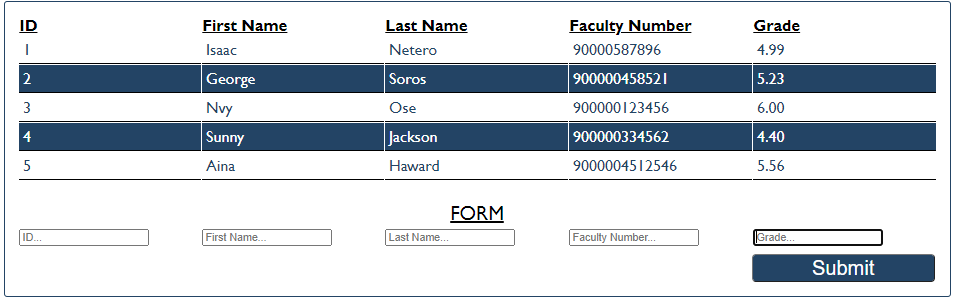 ID First Name Last Name Faculty Number Grade
1 Isaac Netero 90000587896 4.99
2 George Soros 900000458521 5.23
3 Nvy Ose 900000123456 6.00
4 Sunny Jackson 900000334562 4.40
5 Aina Haward 9000004512546 5.56
FORM
ID... First Name... Last Name... Faculty Number... Grade...
Submit